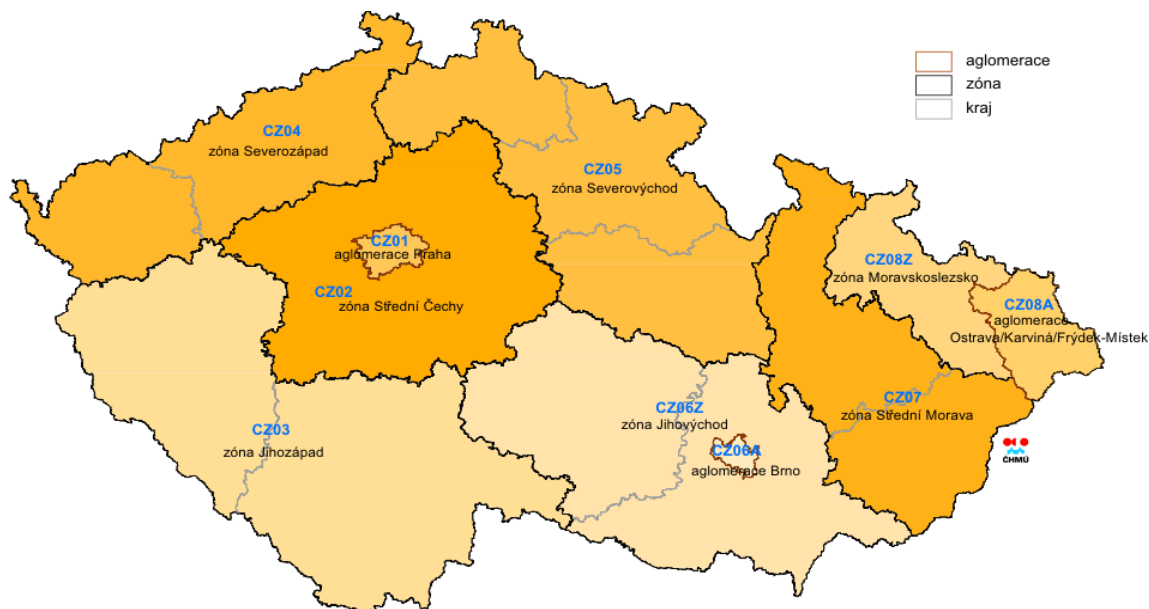 aglomerace
zóna
kraj
CZ04
zóna Severozápad
CZ05
zóna Severovýchod
CZ01
aglomerace Praha
CZ02
zóna Střední Čechy
CZ08Z
zóna Moravskoslezsko
CZ08A
aglomerace
Ostrava/Karviná/Frýdek-Místek
CZ07
zóna Střední Morava
CZ06Z
zóna Jihovýchod
CZ03
zóna Jihozápad
CZ06A
aglomerace Brno
ČHMÚ